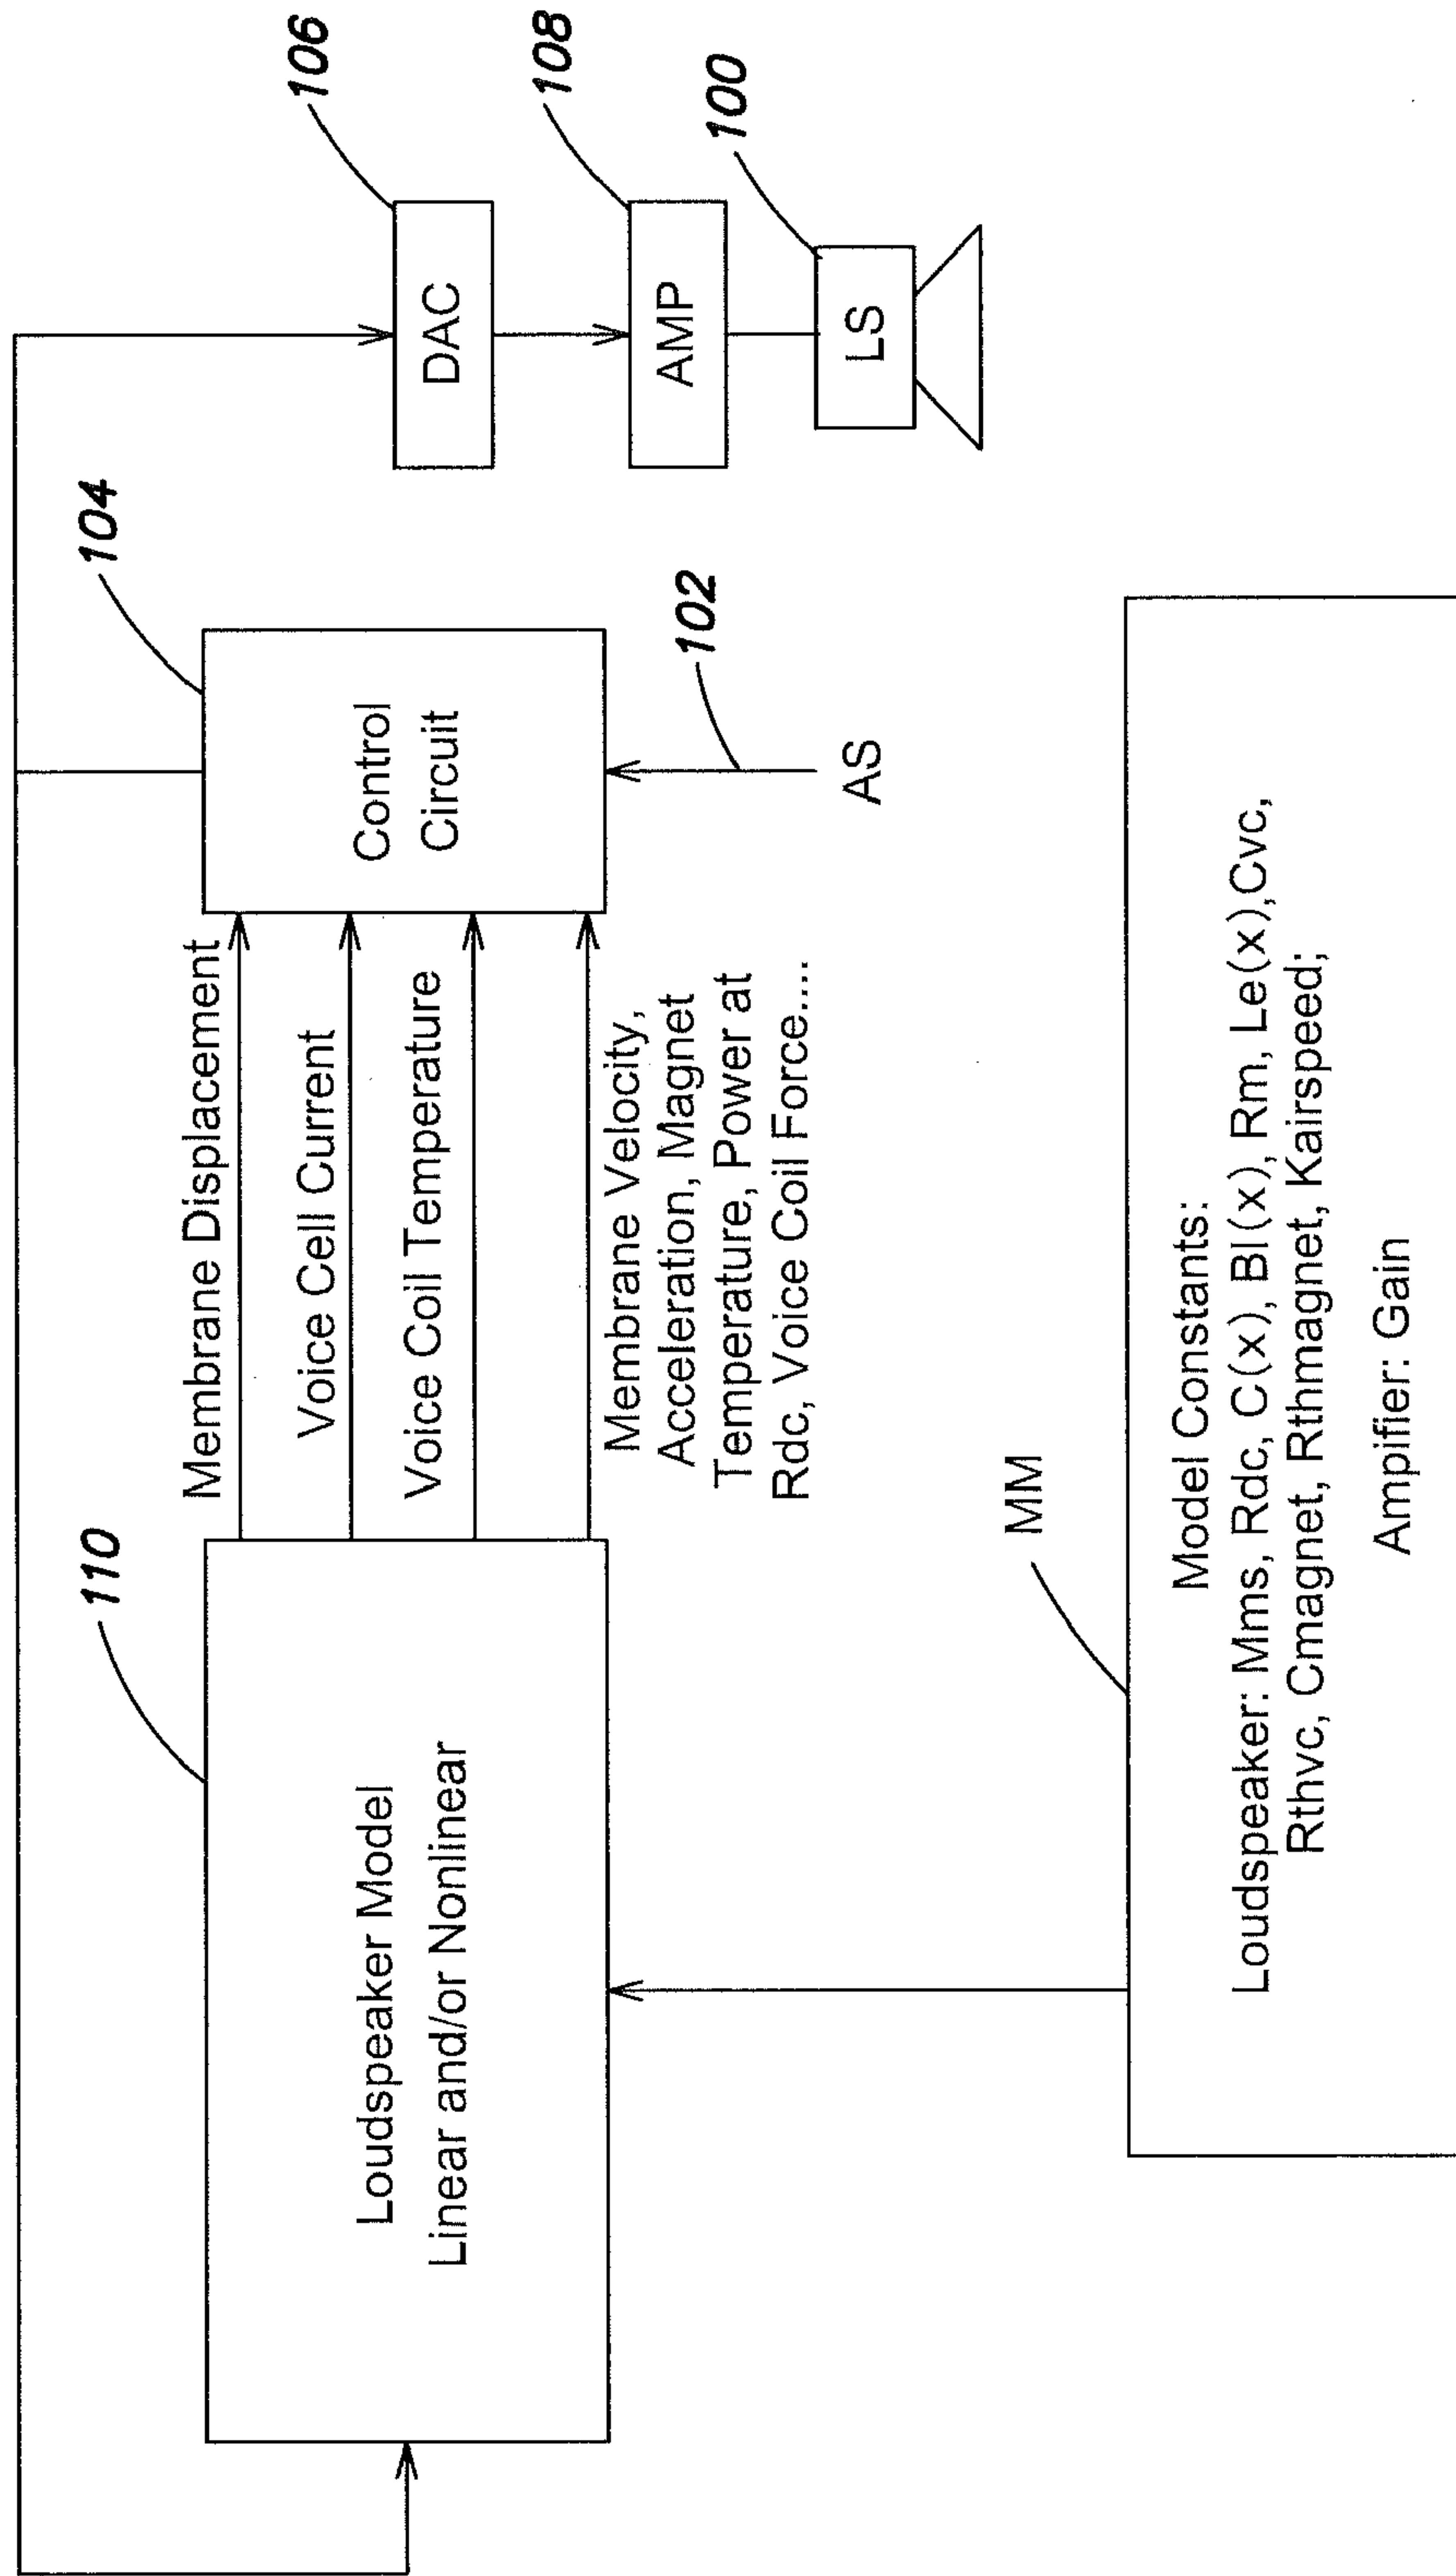 110
Loudspeaker Model
Linear and/or Nonlinear
Membrane Displacement
Voice Cell Current
Voice Coil Temperature
Membrane Velocity,
Acceleration, Magnet
Temperature, Power at
Rdc, Voice Coil Force....
104
Control
Circuit
102
AS
106
DAC
108
AMP
100
LS
MM
Model Constants:
Loudspeaker: Mms, Rdc, C(x), Bl(x), Rm, Le(x),Cvc,
Rthvc, Cmagnet, Rthmagnet, Kairspeed;
Ampifier: Gain